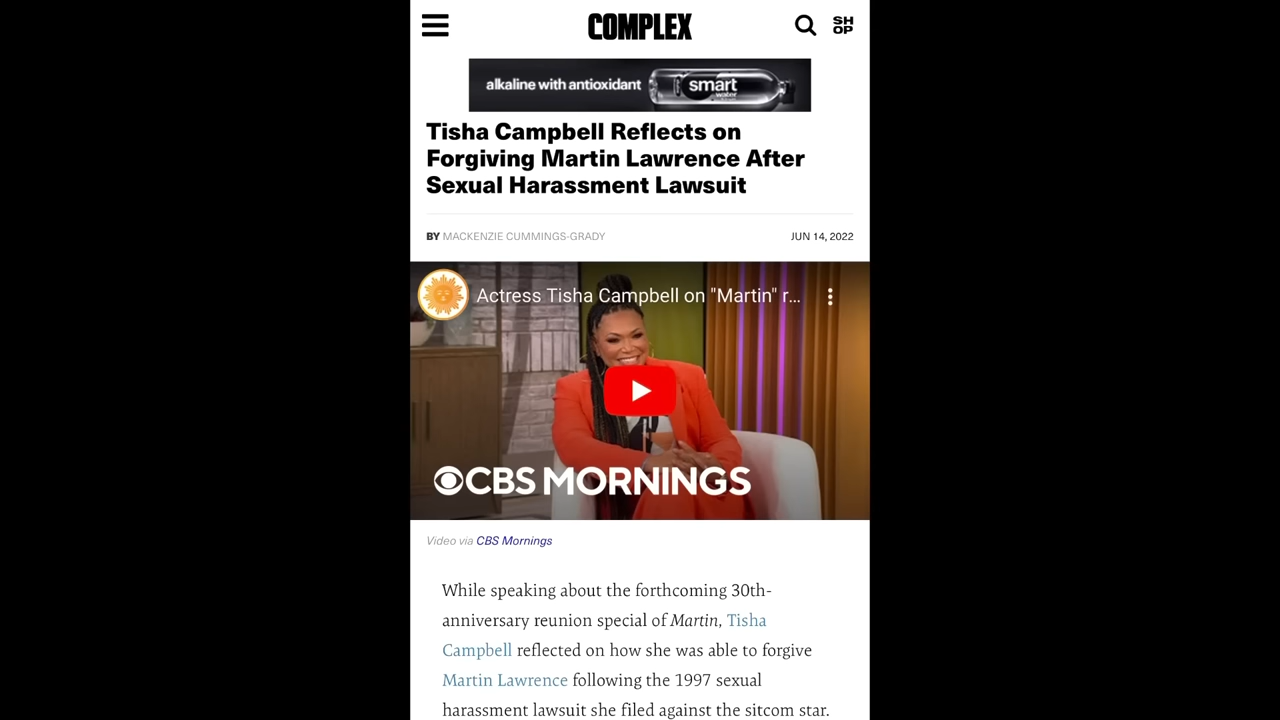 COMPLEX
SH
OP
alkaline with antioxidant
smart
water
Tisha Campbell Reflects on
Forgiving Martin Lawrence After
Sexual Harassment Lawsuit
BY MACKENZIE CUMMINGS-GRADY
JUN 14, 2022
Actress Tisha Campbell on "Martin" r...
CBS MORNINGS
Video via CBS Mornings
While speaking about the forthcoming 30th-
anniversary reunion special of Martin, Tisha
Campbell reflected on how she was able to forgive
Martin Lawrence following the 1997 sexual
harassment lawsuit she filed against the sitcom star.